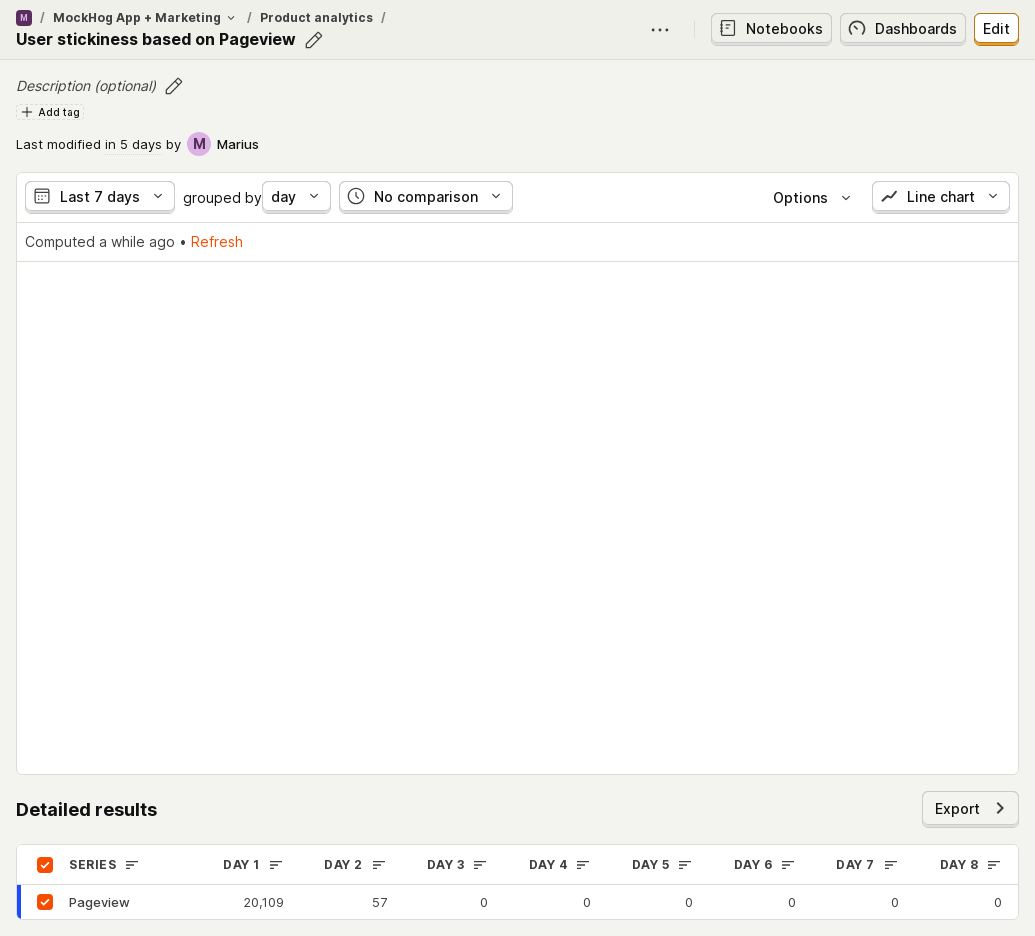 M / MockHog App + Marketing / Product analytics /
User stickiness based on Pageview
Notebooks Dashboards Edit
Description (optional)
Add tag
Last modified in 5 days by M Marius
Last 7 days grouped by day No comparison Options Line chart
Computed a while ago • Refresh
Detailed results
Export
SERIES DAY 1 DAY 2 DAY 3 DAY 4 DAY 5 DAY 6 DAY 7 DAY 8
Pageview 20,109 57 0 0 0 0 0 0